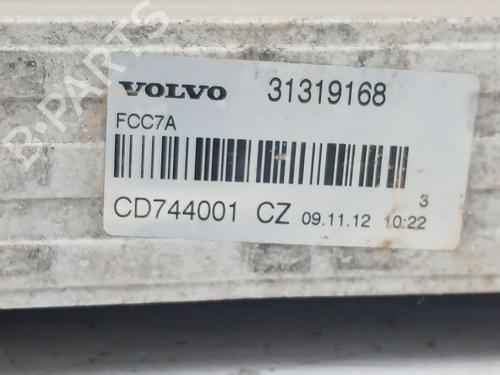 VOLVO 31319168
FCC7A
3
CD744001 CZ 09.11.12 10:22
B-PARTS